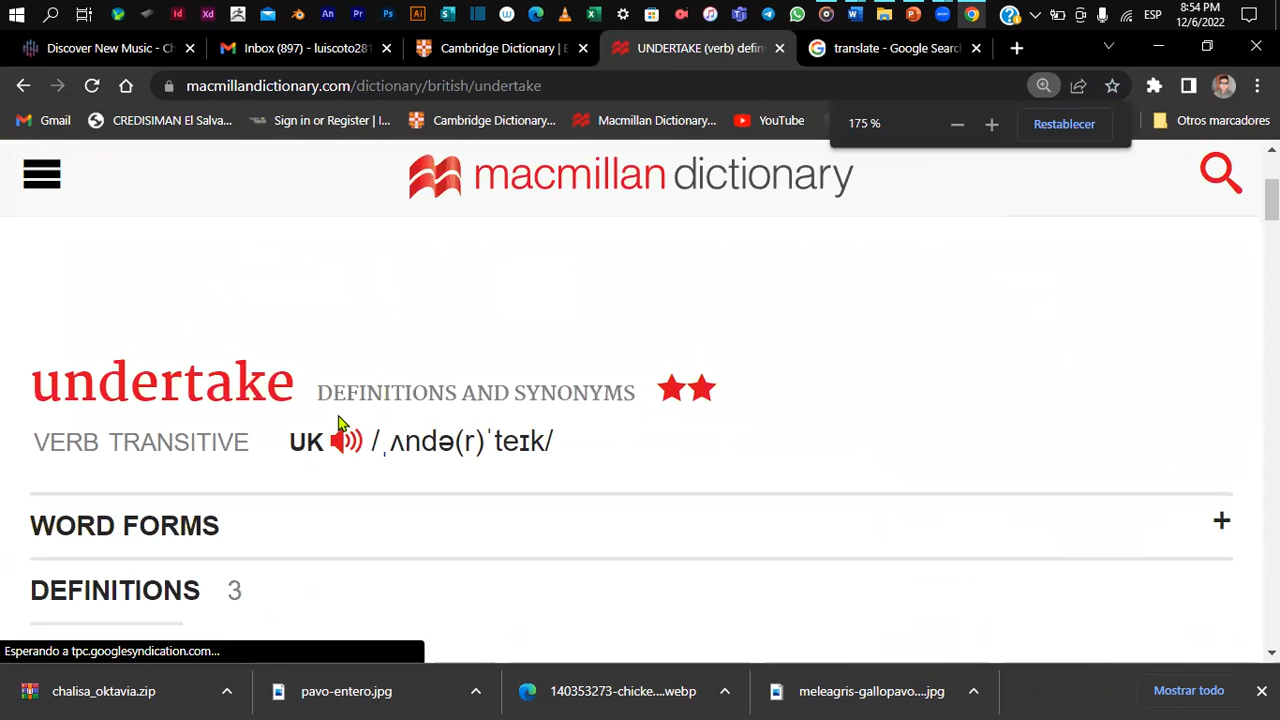 8:54 PM
ESP
12/6/2022
Discover New Music - Ch
Inbox (897) - luiscoto281
Cambridge Dictionary | E
UNDERTAKE (verb) defini
translate - Google Search
macmillandictionary.com/dictionary/british/undertake
Gmail
CREDISIMAN El Salva...
Sign in or Register | I...
Cambridge Dictionary...
Macmillan Dictionary...
YouTube
Otros marcadores
175 %
Restablecer
macmillan dictionary
undertake DEFINITIONS AND SYNONYMS
VERB TRANSITIVE UK /ˌʌndə(r)ˈteɪk/
WORD FORMS +
DEFINITIONS 3
Esperando a tpc.googlesyndication.com...
chalisa_oktavia.zip
pavo-entero.jpg
140353273-chicke....webp
meleagris-gallopavo...jpg
Mostrar todo